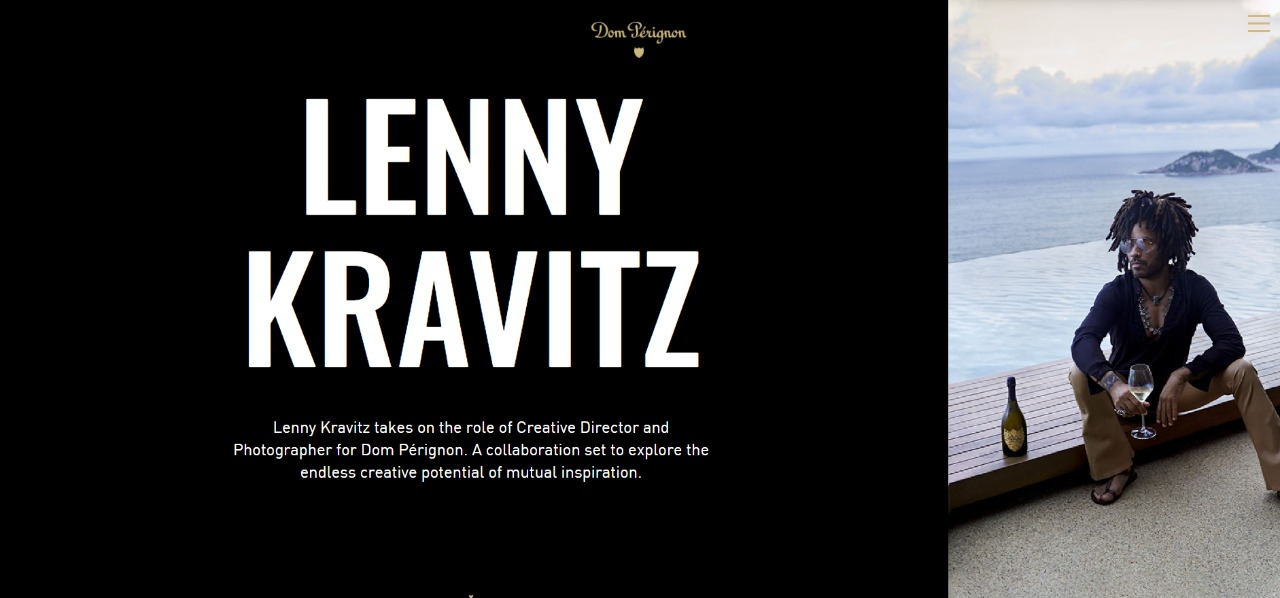 Dom Pérignon
LENNY
KRAVITZ
Lenny Kravitz takes on the role of Creative Director and
Photographer for Dom Pérignon. A collaboration set to explore the
endless creative potential of mutual inspiration.